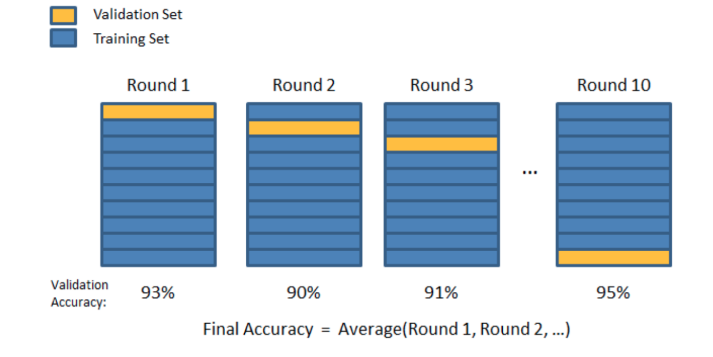 Validation Set
Training Set
Round 1 Round 2 Round 3 Round 10
...
Validation
Accuracy:
93% 90% 91% 95%
Final Accuracy = Average(Round 1, Round 2, ...)